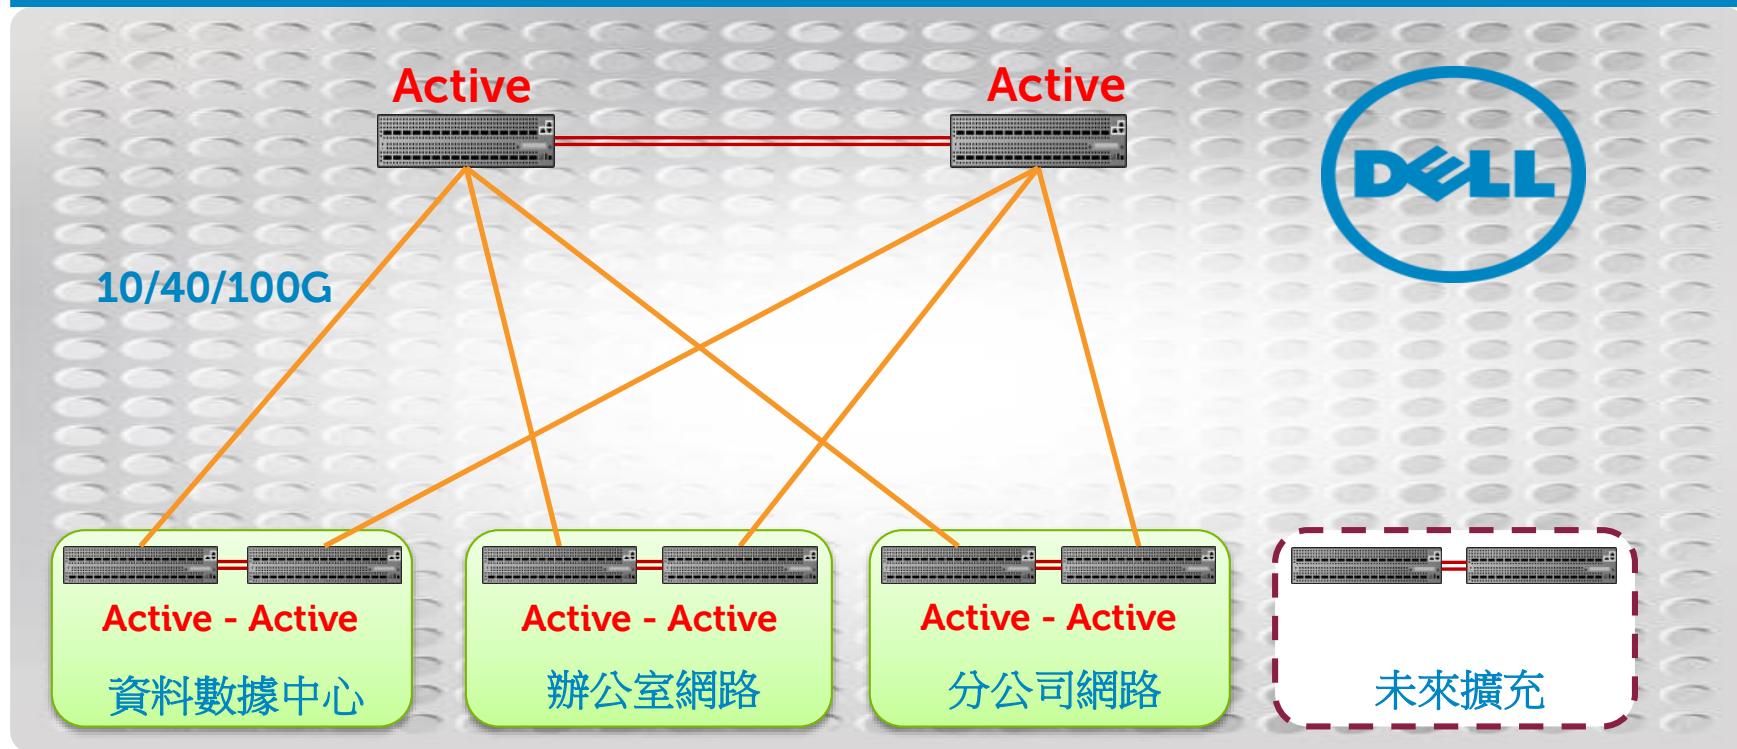 Active
Active
DELL
10/40/100G
Active - Active
Active - Active
Active - Active
資料數據中心
辦公室網路
分公司網路
未來擴充